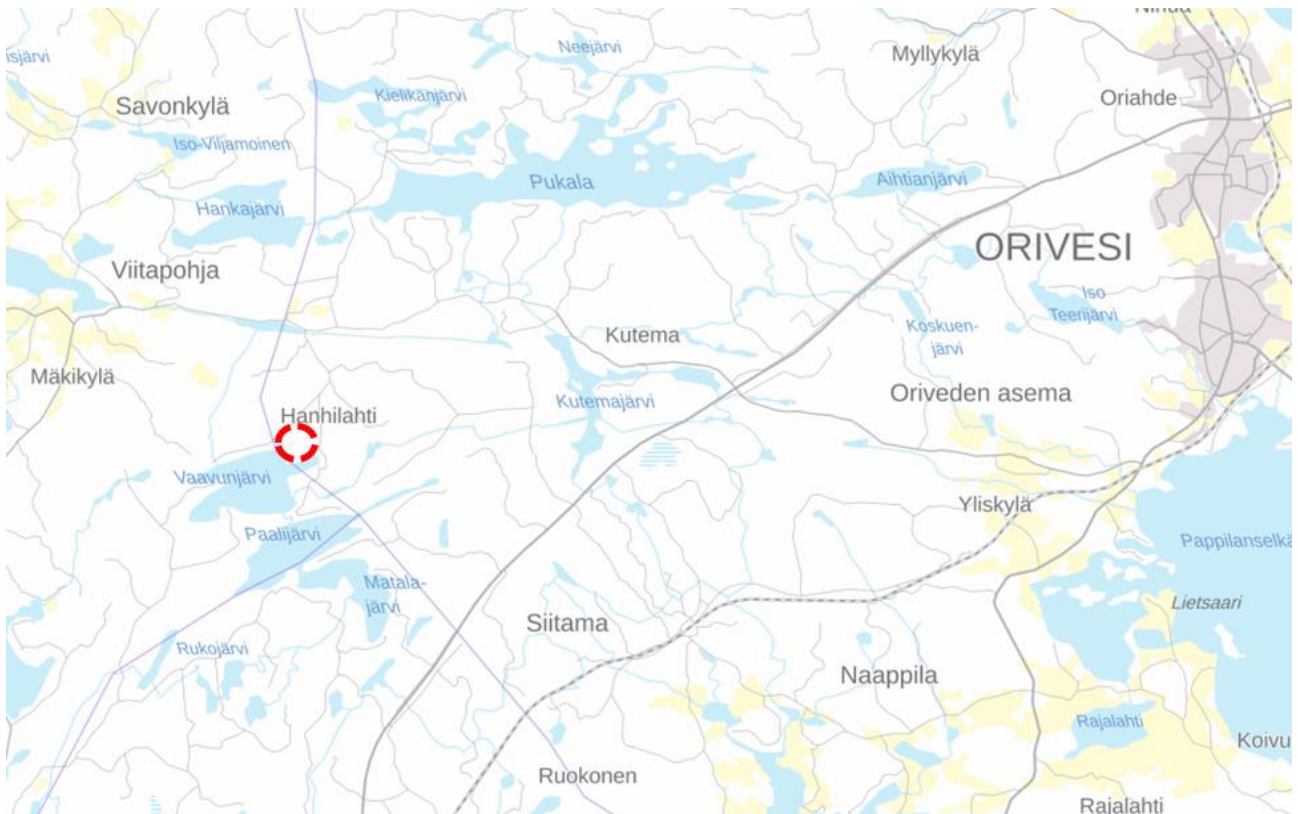 Myllykylä
Neejärvi
isjärvi
Kielikänjärvi
Savonkylä
Oriahde
Iso-Viljamoinen
Pukala
Aihtianjärvi
Hankajärvi
ORIVESI
Viitapohja
Iso
Teerijärvi
Kutema
Koskuen-
järvi
Mäkikylä
Oriveden asema
Kutemajärvi
Hanhilahti
Vaavunjärvi
Yliskylä
Paalijärvi
Pappilanselkä
Matala-
järvi
Lietsaari
Siitama
Rukojärvi
Naappila
Rajalahti
Koivu
Ruokonen
Rajalahti